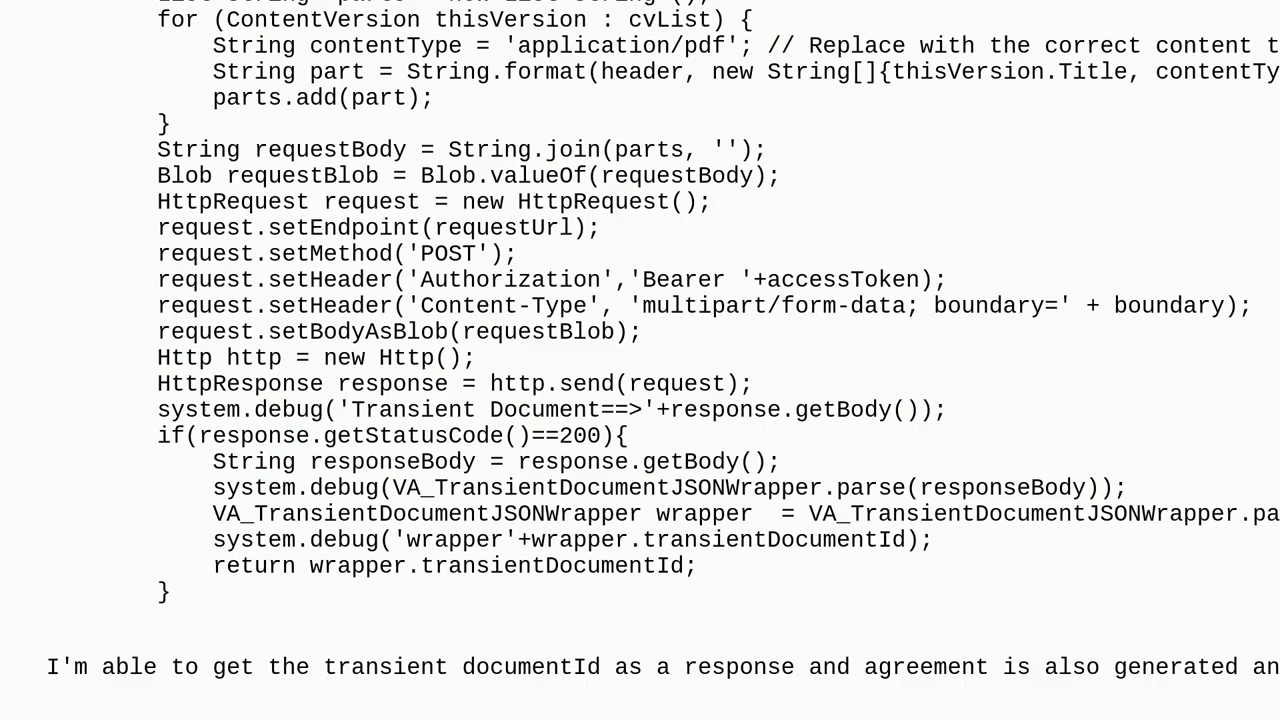 for (ContentVersion thisVersion : cvList) {
String contentType = 'application/pdf'; // Replace with the correct content t
String part = String.format(header, new String[]{thisVersion.Title, contentTy
parts.add(part);
}
String requestBody = String.join(parts, '');
Blob requestBlob = Blob.valueOf(requestBody);
HttpRequest request = new HttpRequest();
request.setEndpoint(requestUrl);
request.setMethod('POST');
request.setHeader('Authorization','Bearer '+accessToken);
request.setHeader('Content-Type', 'multipart/form-data; boundary=' + boundary);
request.setBodyAsBlob(requestBlob);
Http http = new Http();
HttpResponse response = http.send(request);
system.debug('Transient Document==>'+response.getBody());
if(response.getStatusCode()==200){
String responseBody = response.getBody();
system.debug(VA_TransientDocumentJSONWrapper.parse(responseBody));
VA_TransientDocumentJSONWrapper wrapper  = VA_TransientDocumentJSONWrapper.pa
system.debug('wrapper'+wrapper.transientDocumentId);
return wrapper.transientDocumentId;
}
I'm able to get the transient documentId as a response and agreement is also generated an